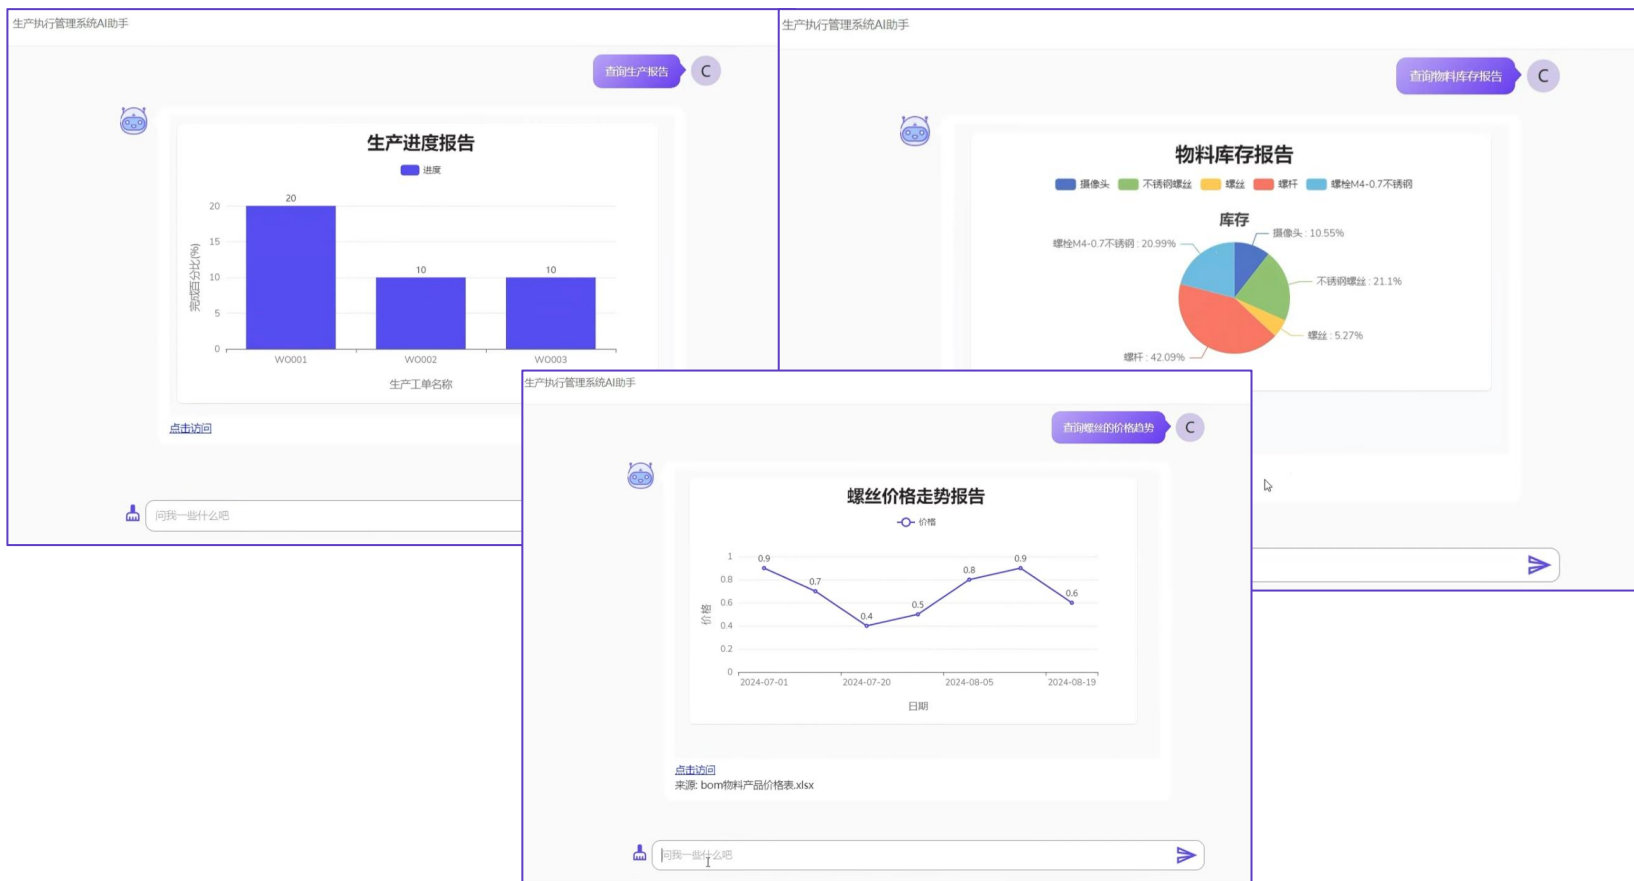 生产执行管理系统AI助手
查询生产报告
C
生产进度报告
进度
20
20
15
10
10
10
5
0
完成百分比(%)
WO001
WO002
WO003
生产工单名称
点击访问
问我一些什么吧
生产执行管理系统AI助手
查询物料库存报告
C
物料库存报告
摄像头
不锈钢螺丝
螺丝
螺杆
螺栓M4-0.7不锈钢
库存
摄像头 : 10.55%
螺栓M4-0.7不锈钢 : 20.99%
不锈钢螺丝 : 21.1%
螺丝 : 5.27%
螺杆 : 42.09%
生产执行管理系统AI助手
查询螺丝的价格趋势
C
螺丝价格走势报告
价格
1
0.8
0.6
0.4
0.2
0
价格
0.9
0.7
0.4
0.5
0.8
0.9
0.6
2024-07-01
2024-07-20
2024-08-05
2024-08-19
日期
点击访问
来源: bom物料产品价格表.xlsx
问我一些什么吧